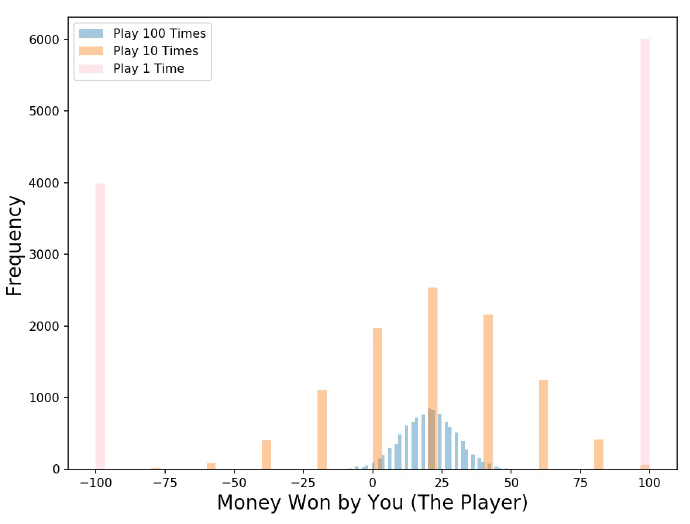 Play 100 Times
Play 10 Times
Play 1 Time
6000
5000
4000
3000
2000
1000
0
Frequency
−100 −75 −50 −25 0 25 50 75 100
Money Won by You (The Player)